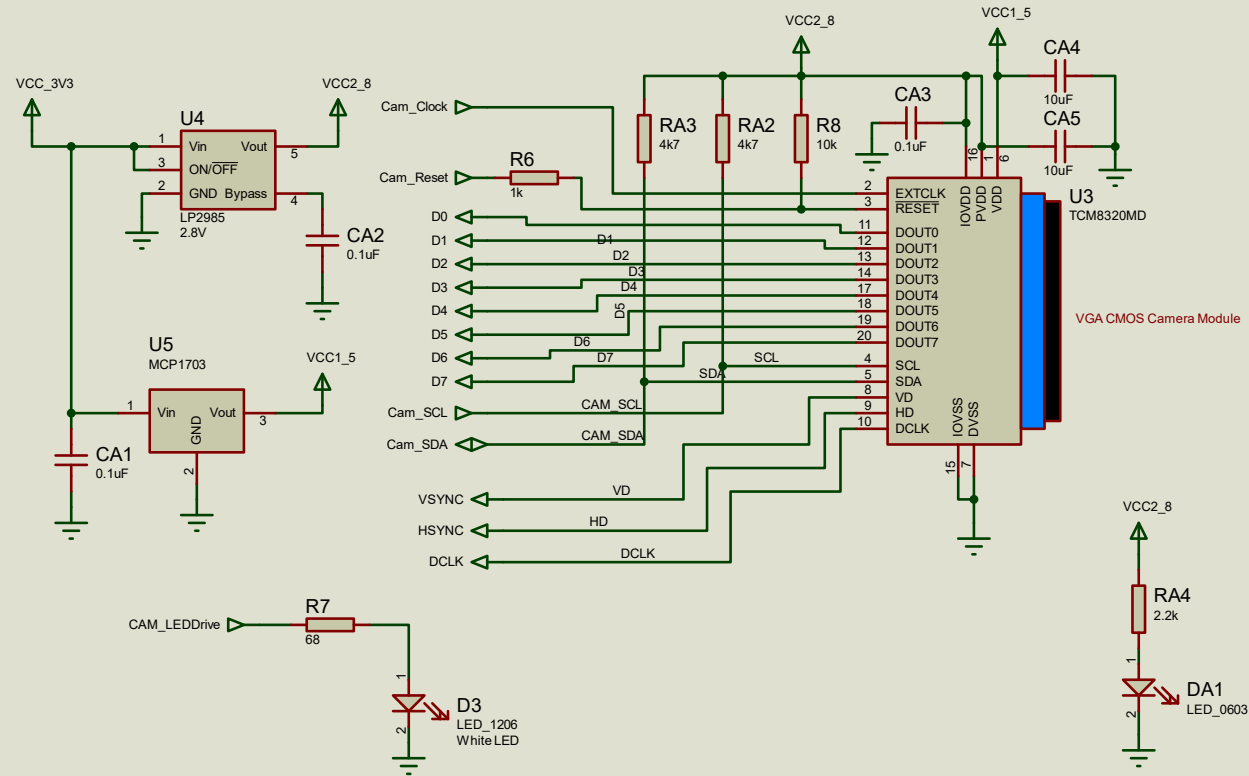 VCC_3V3
VCC2_8
U4
1
Vin
Vout
5
3
ON/OFF
2
GND
Bypass
4
LP2985
2.8V
CA2
0.1uF
U5
MCP1703
VCC1_5
1
Vin
Vout
3
GND
2
CA1
0.1uF
VCC2_8
VCC1_5
CA4
10uF
CA5
10uF
CA3
0.1uF
RA3
4k7
RA2
4k7
R8
10k
Cam_Clock
Cam_Reset
R6
1k
D0
D1
D1
D2
D2
D3
D3
D4
D4
D5
D5
D6
D6
D7
D7
SCL
SDA
Cam_SCL
CAM_SCL
Cam_SDA
CAM_SDA
VSYNC
VD
HSYNC
HD
DCLK
DCLK
16
1
6
IOVDD
PVDD
VDD
U3
TCM8320MD
2
EXTCLK
3
RESET
11
DOUT0
12
DOUT1
13
DOUT2
14
DOUT3
17
DOUT4
18
DOUT5
19
DOUT6
20
DOUT7
4
SCL
5
SDA
8
VD
9
HD
10
DCLK
IOVSS
DVSS
15
7
VGA CMOS Camera Module
CAM_LEDDrive
R7
68
1
D3
LED_1206
White LED
2
VCC2_8
RA4
2.2k
1
DA1
LED_0603
2